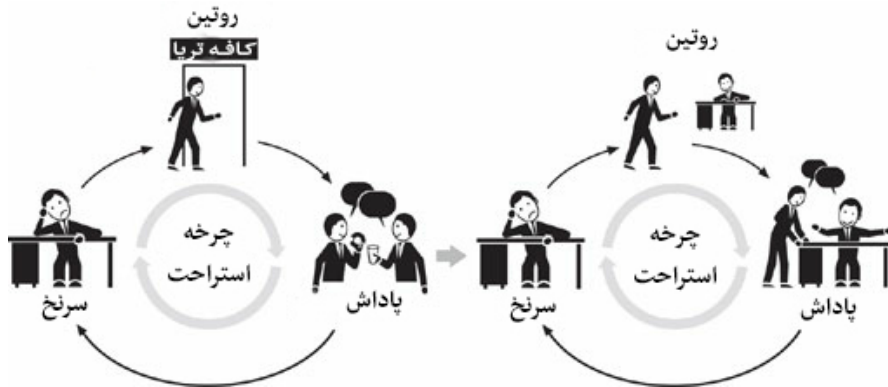 روتین
کافه تریا
چرخه
استراحت
سرنخ
پاداش
روتین
چرخه
استراحت
سرنخ
پاداش